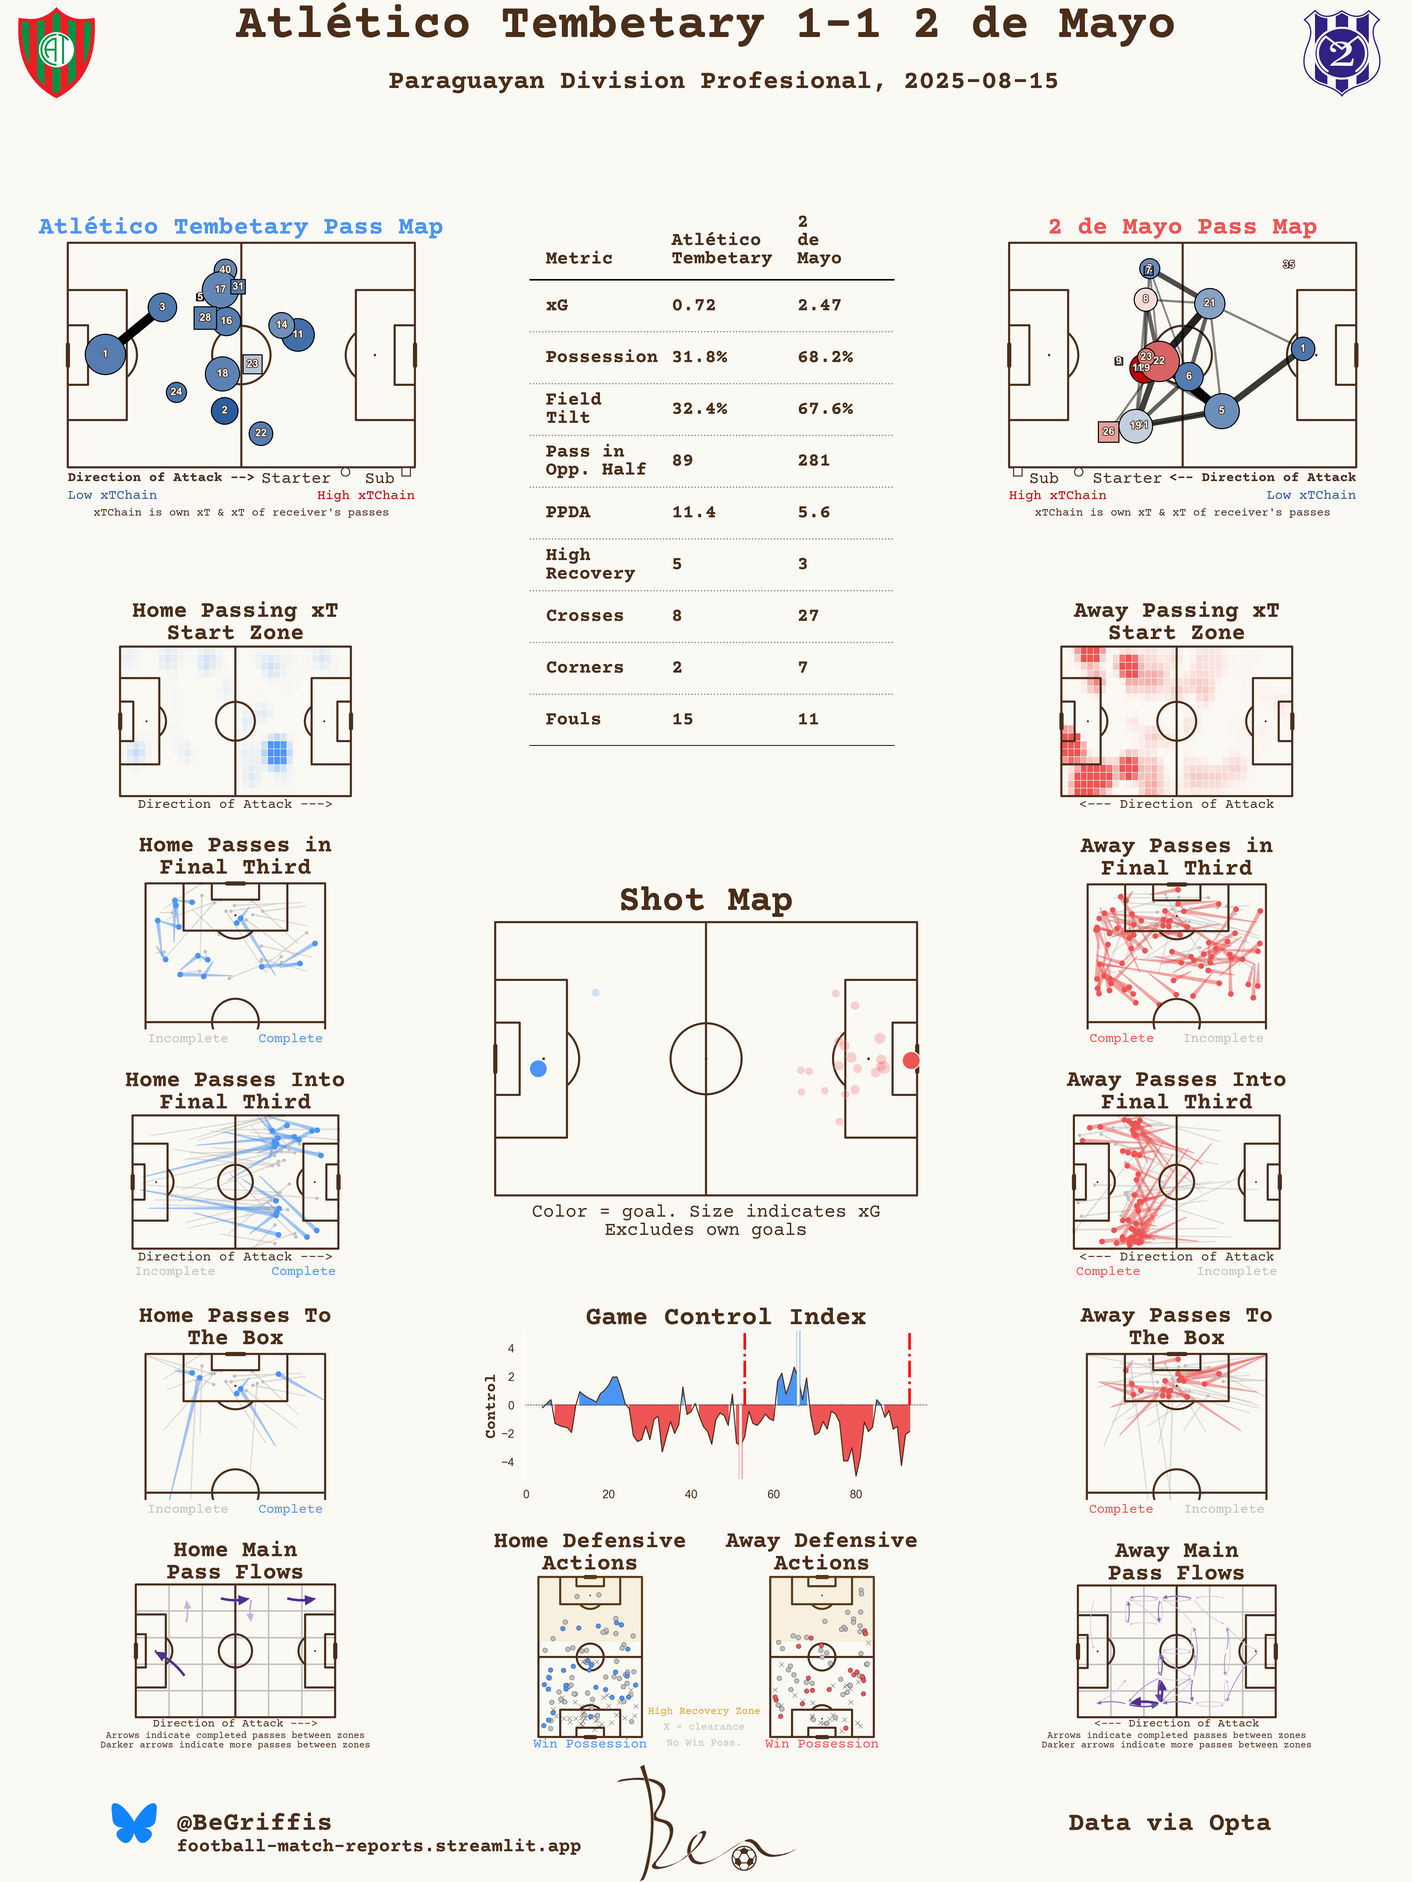 Atlético Tembetary 1-1 2 de Mayo
Paraguayan Division Profesional, 2025-08-15
CAT
2
Atlético Tembetary Pass Map
40
17
31
5
3
28
16
14
11
1
23
18
24
2
22
Direction of Attack --> Starter Sub
Low xTChain High xTChain
xTChain is own xT & xT of receiver's passes
Metric Atlético Tembetary 2 de Mayo
xG 0.72 2.47
Possession 31.8% 68.2%
Field Tilt 32.4% 67.6%
Pass in Opp. Half 89 281
PPDA 11.4 5.6
High Recovery 5 3
Crosses 8 27
Corners 2 7
Fouls 15 11
2 de Mayo Pass Map
35
8
21
1
9
23
22
6
5
26
Sub Starter <-- Direction of Attack
High xTChain Low xTChain
xTChain is own xT & xT of receiver's passes
Home Passing xT
Start Zone
Direction of Attack --->
Away Passing xT
Start Zone
<--- Direction of Attack
Home Passes in
Final Third
Incomplete Complete
Away Passes in
Final Third
Complete Incomplete
Shot Map
Color = goal. Size indicates xG
Excludes own goals
Home Passes Into
Final Third
Direction of Attack --->
Incomplete Complete
Away Passes Into
Final Third
<--- Direction of Attack
Complete Incomplete
Home Passes To
The Box
Incomplete Complete
Game Control Index
Control
4
2
0
−2
−4
0 20 40 60 80
Away Passes To
The Box
Complete Incomplete
Home Main
Pass Flows
Direction of Attack --->
Arrows indicate completed passes between zones
Darker arrows indicate more passes between zones
Home Defensive
Actions
Win Possession
High Recovery Zone
X = clearance
No Win Poss.
Away Defensive
Actions
Win Possession
Away Main
Pass Flows
<--- Direction of Attack
Arrows indicate completed passes between zones
Darker arrows indicate more passes between zones
@BeGriffis
football-match-reports.streamlit.app
Ben
Data via Opta